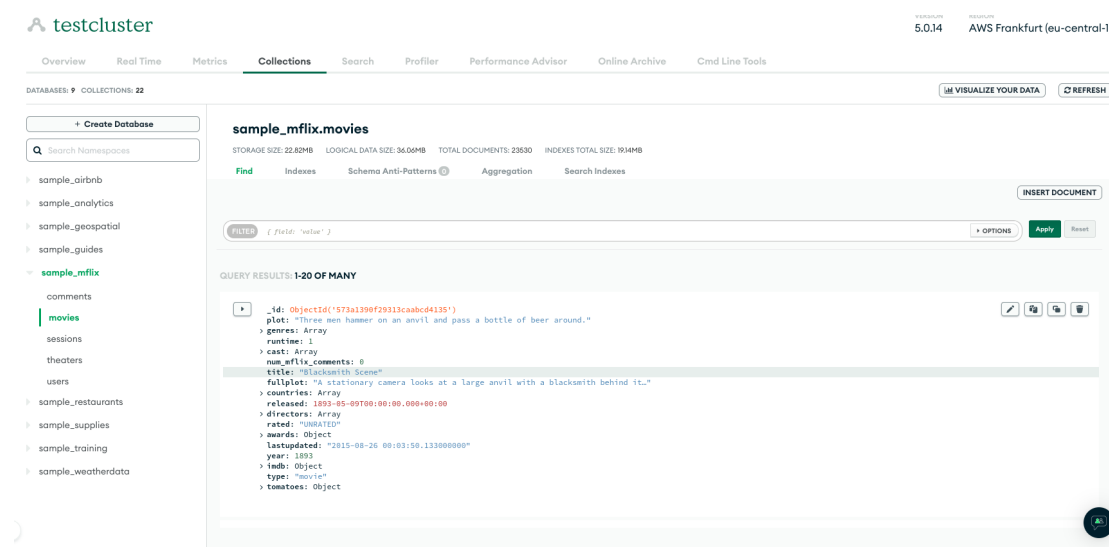 testcluster
VERSION
5.0.14
REGION
AWS Frankfurt (eu-central-1
Overview Real Time Metrics Collections Search Profiler Performance Advisor Online Archive Cmd Line Tools
DATABASES: 9 COLLECTIONS: 22
VISUALIZE YOUR DATA REFRESH
+ Create Database
Search Namespaces
sample_airbnb
sample_analytics
sample_geospatial
sample_guides
sample_mflix
comments
movies
sessions
theaters
users
sample_restaurants
sample_supplies
sample_training
sample_weatherdata
sample_mflix.movies
STORAGE SIZE: 22.82MB LOGICAL DATA SIZE: 36.06MB TOTAL DOCUMENTS: 23530 INDEXES TOTAL SIZE: 19.14MB
Find Indexes Schema Anti-Patterns 0 Aggregation Search Indexes
INSERT DOCUMENT
FILTER { field: 'value' } OPTIONS Apply Reset
QUERY RESULTS: 1-20 OF MANY
_id: ObjectId('573a1390f29313caabcd4135')
plot: "Three men hammer on an anvil and pass a bottle of beer around."
genres: Array
runtime: 1
cast: Array
num_mflix_comments: 0
title: "Blacksmith Scene"
fullplot: "A stationary camera looks at a large anvil with a blacksmith behind it…"
countries: Array
released: 1893-05-09T00:00:00.000+00:00
directors: Array
rated: "UNRATED"
awards: Object
lastupdated: "2015-08-26 00:03:50.133000000"
year: 1893
imdb: Object
type: "movie"
tomatoes: Object